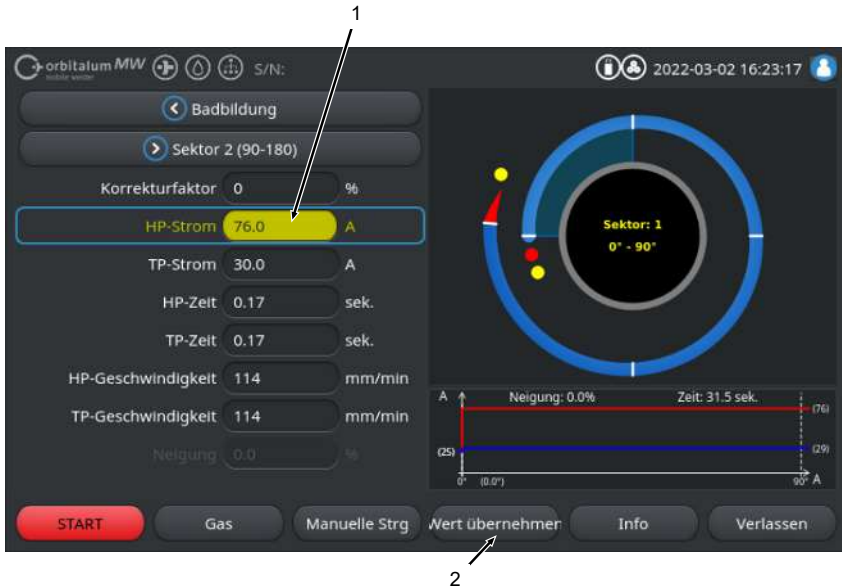 1
orbitalum MW S/N: 2022-03-02 16:23:17
mobile welder
Badbildung
Sektor 2 (90-180)
Korrekturfaktor 0 %
HP-Strom 76.0 A
TP-Strom 30.0 A
HP-Zeit 0.17 sek.
TP-Zeit 0.17 sek.
HP-Geschwindigkeit 114 mm/min
TP-Geschwindigkeit 114 mm/min
Neigung 0.0 %
Sektor: 1
0° - 90°
A Neigung: 0.0% Zeit: 31.5 sek.
(76)
(25) (29)
0° (0.0°) 90° A
START Gas Manuelle Strg Wert übernehmen Info Verlassen
2